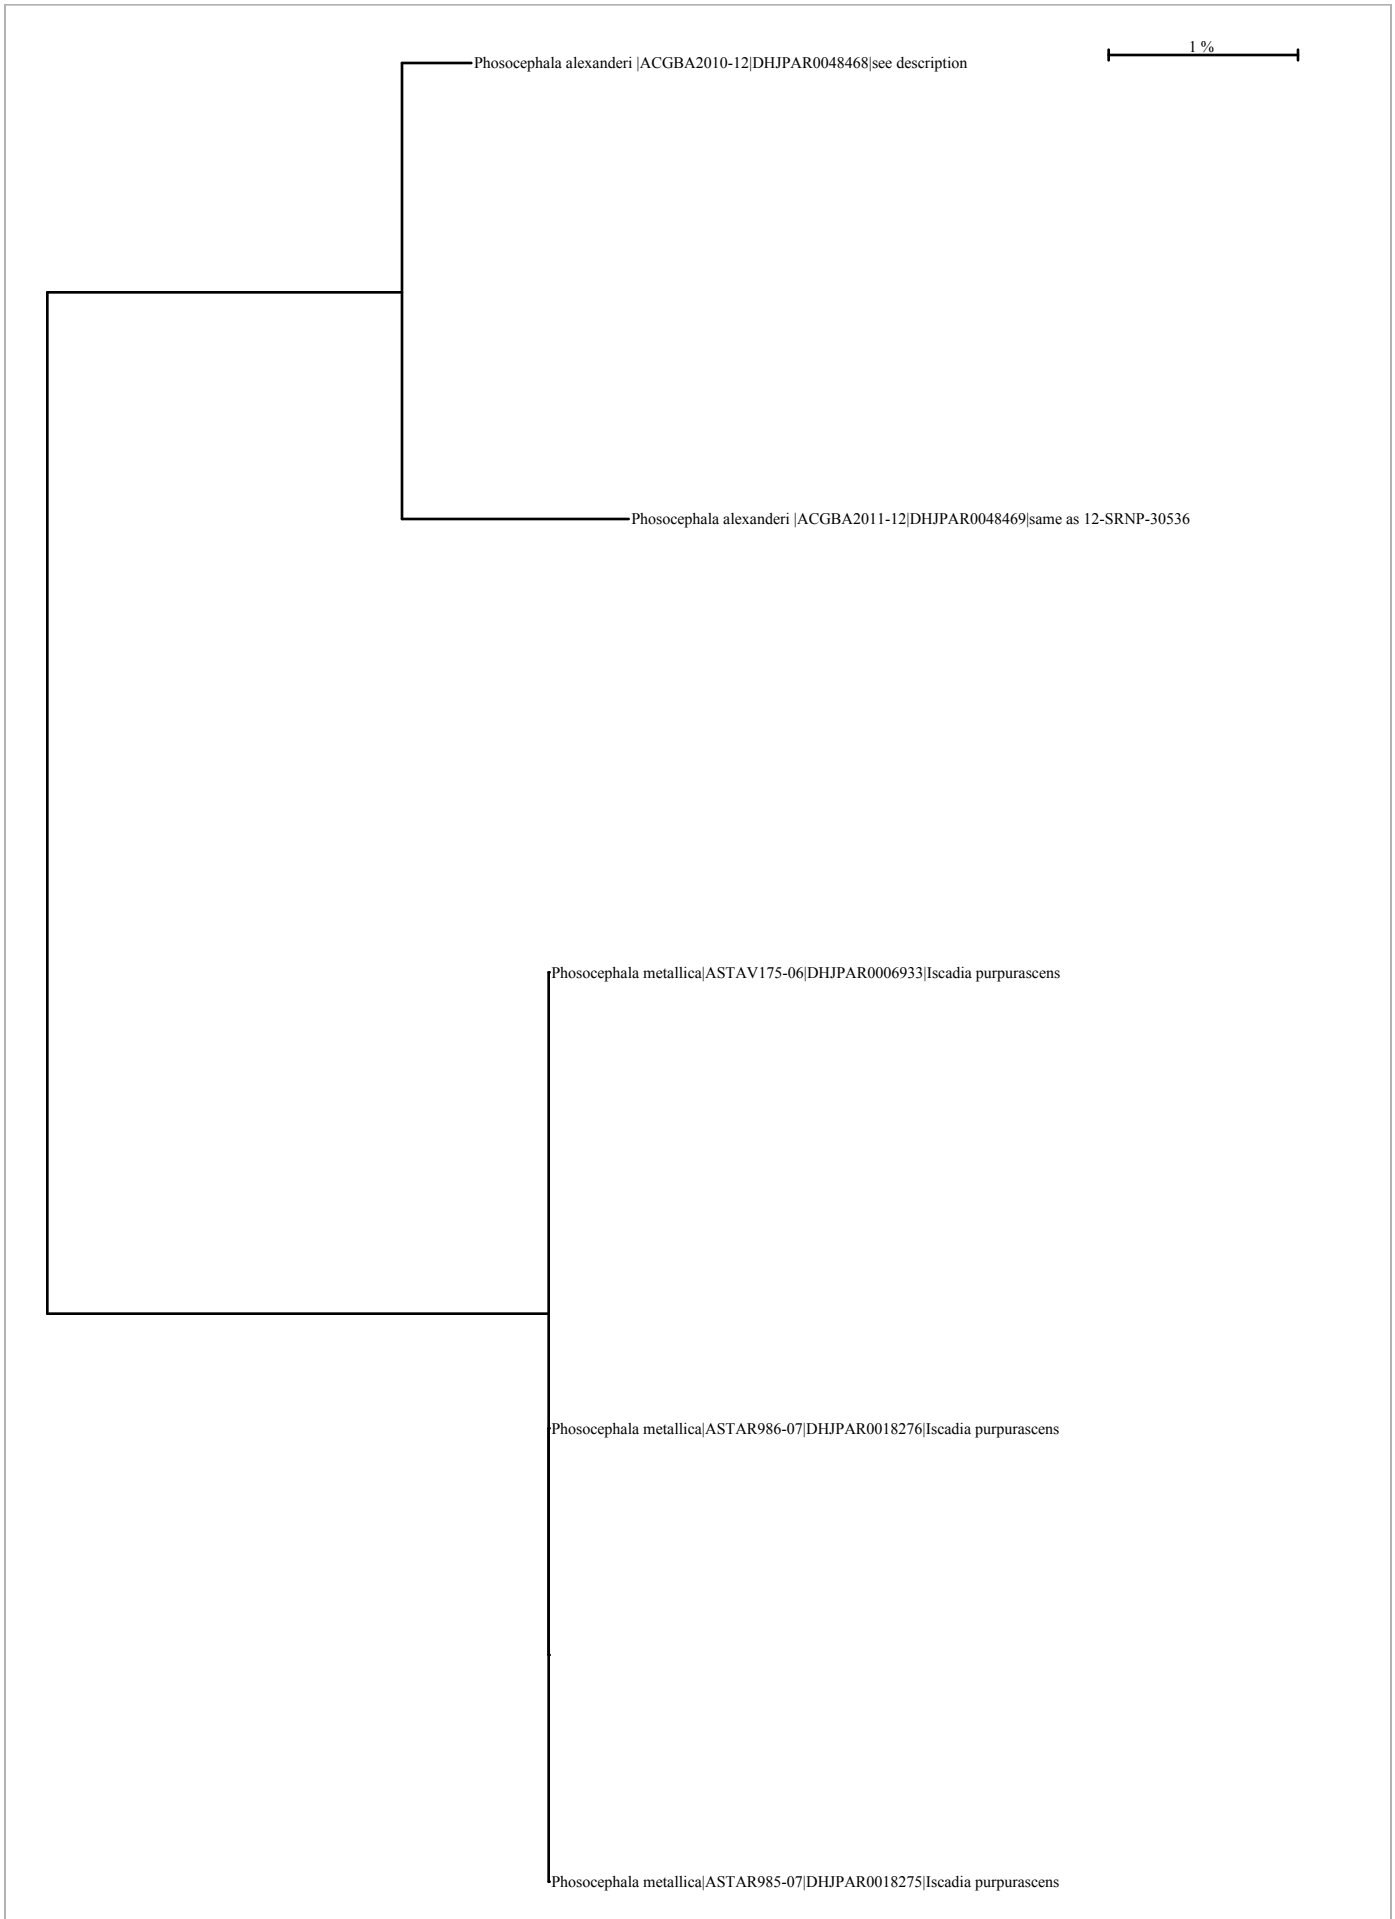 1 %
Phosocephala alexanderi |ACGBA2010-12|DHJPAR0048468|see description
Phosocephala alexanderi |ACGBA2011-12|DHJPAR0048469|same as 12-SRNP-30536
Phosocephala metallica|ASTAV175-06|DHJPAR0006933|Iscadia purpurascens
Phosocephala metallica|ASTAR986-07|DHJPAR0018276|Iscadia purpurascens
Phosocephala metallica|ASTAR985-07|DHJPAR0018275|Iscadia purpurascens